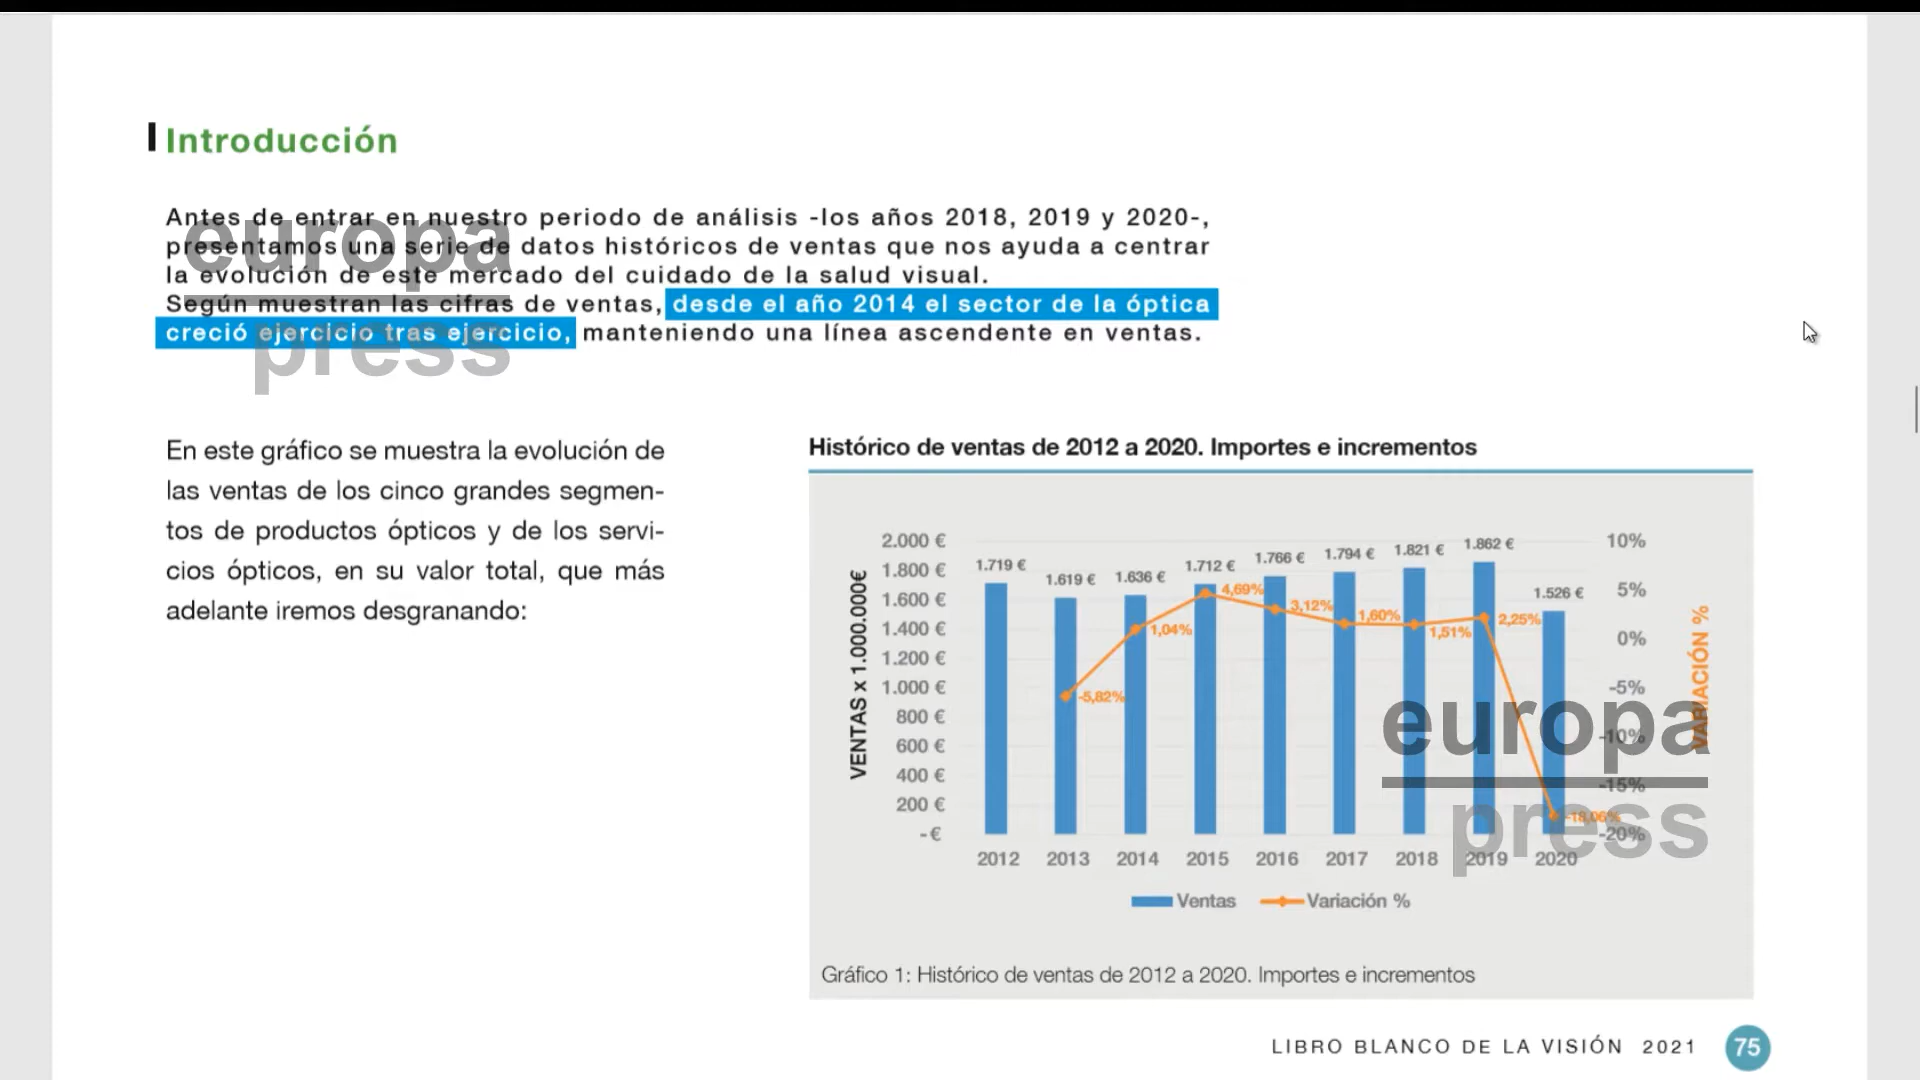 Introducción
Antes de entrar en nuestro periodo de análisis -los años 2018, 2019 y 2020-,
presentamos una serie de datos históricos de ventas que nos ayuda a centrar
la evolución de este mercado del cuidado de la salud visual.
Según muestran las cifras de ventas, desde el año 2014 el sector de la óptica
creció ejercicio tras ejercicio, manteniendo una línea ascendente en ventas.
europa
press
En este gráfico se muestra la evolución de
las ventas de los cinco grandes segmen-
tos de productos ópticos y de los servi-
cios ópticos, en su valor total, que más
adelante iremos desgranando:
Histórico de ventas de 2012 a 2020. Importes e incrementos
VENTAS x 1.000.000€
2.000 €
1.800 €
1.600 €
1.400 €
1.200 €
1.000 €
800 €
600 €
400 €
200 €
- €
1.719 €
1.619 €
1.636 €
1.712 €
1.766 €
1.794 €
1.821 €
1.862 €
1.526 €
-5,82%
1,04%
4,69%
3,12%
1,60%
1,51%
2,25%
-18,06%
10%
5%
0%
-5%
-10%
-15%
-20%
VARIACIÓN %
2012 2013 2014 2015 2016 2017 2018 2019 2020
Ventas Variación %
europa
press
Gráfico 1: Histórico de ventas de 2012 a 2020. Importes e incrementos
LIBRO BLANCO DE LA VISIÓN 2021 75